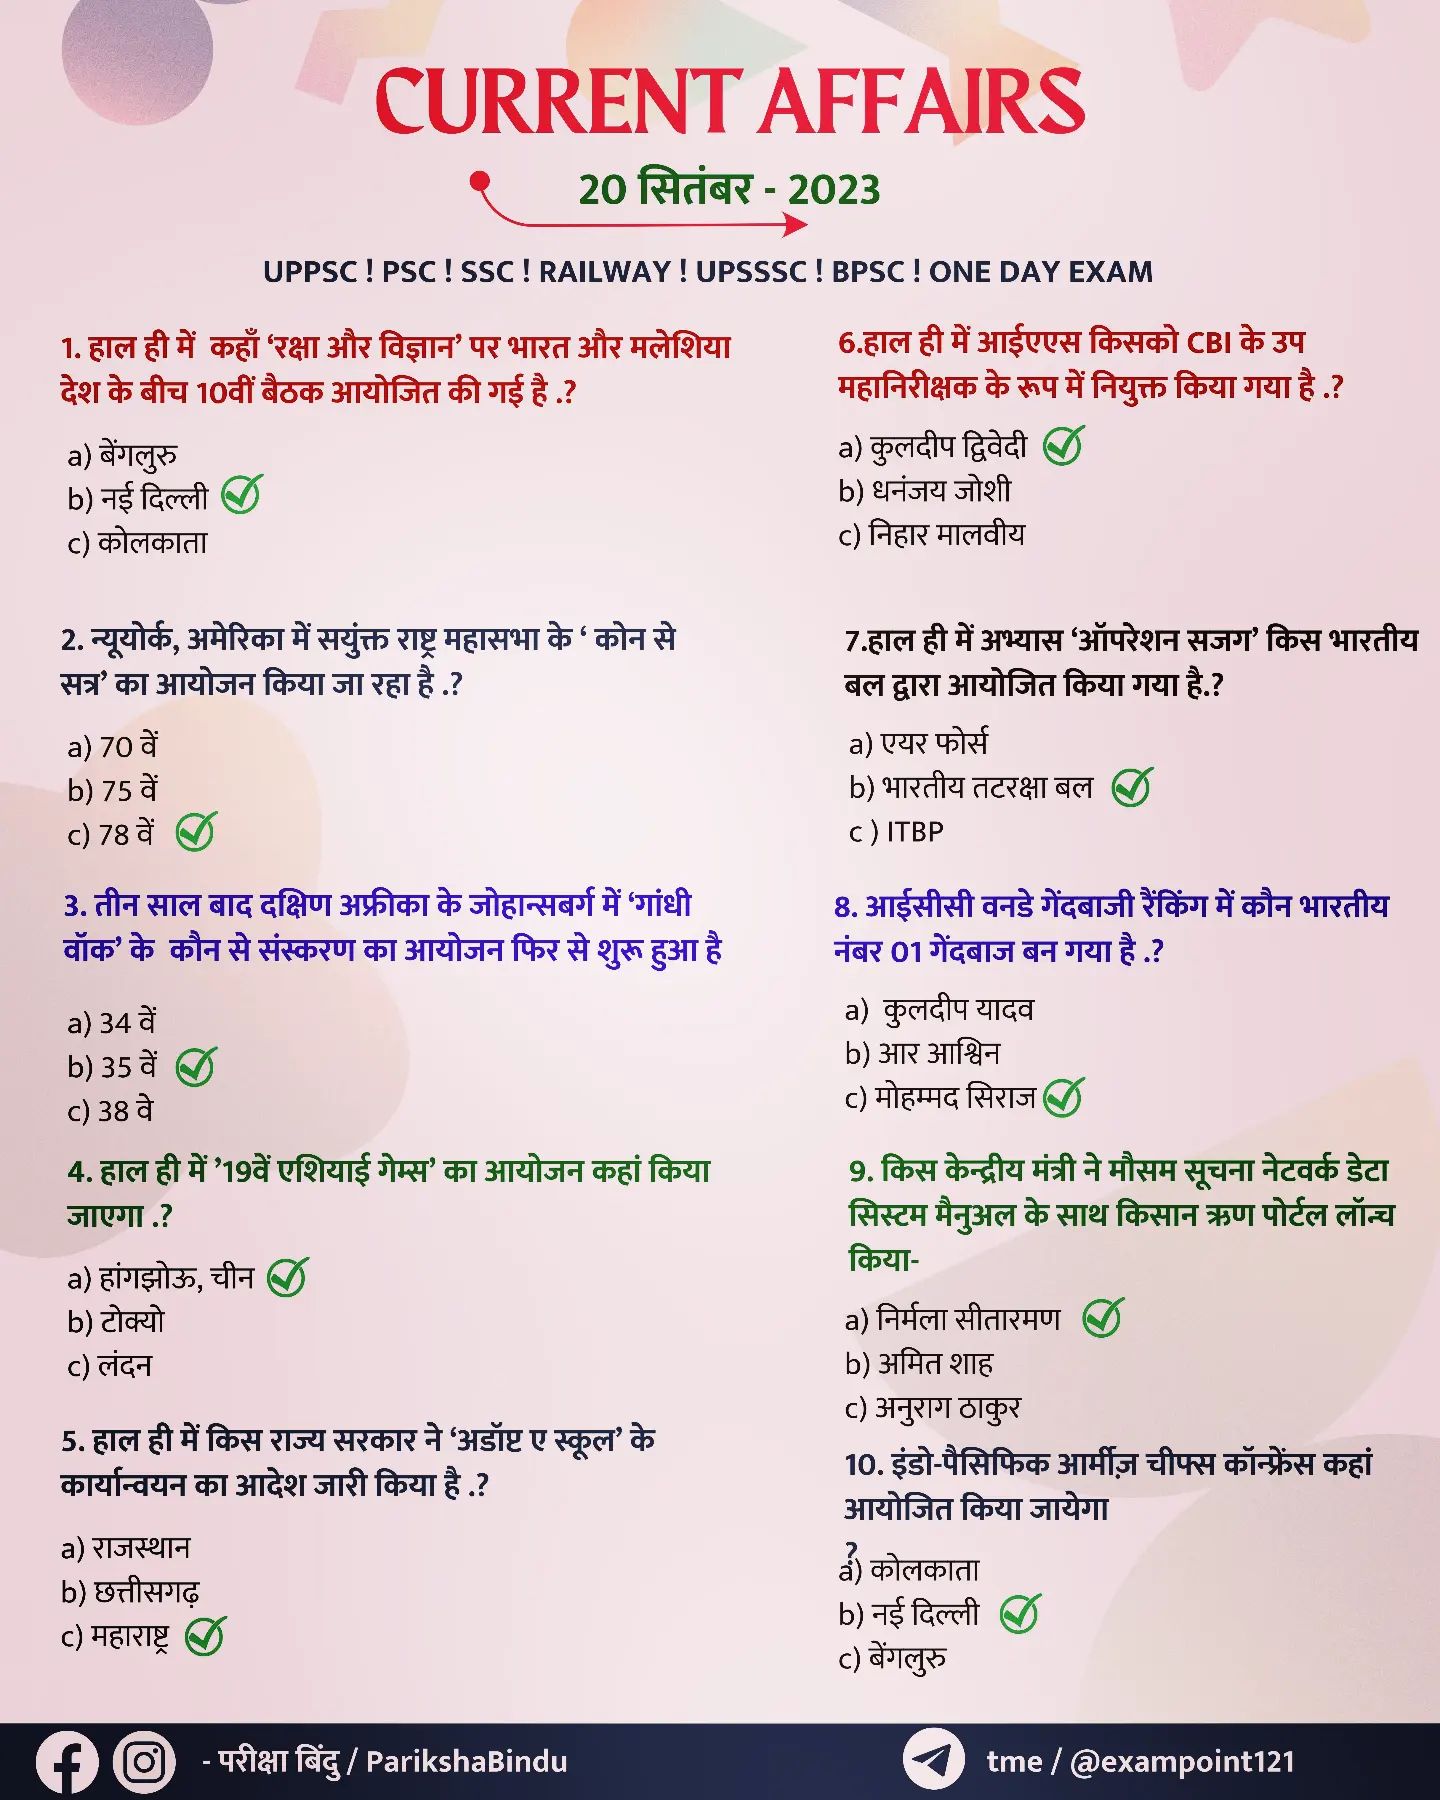 CURRENT AFFAIRS
20 सितंबर - 2023
UPPSC ! PSC ! SSC ! RAILWAY ! UPSSSC ! BPSC ! ONE DAY EXAM
1. हाल ही में कहाँ ‘रक्षा और विज्ञान’ पर भारत और मलेशिया
देश के बीच 10वीं बैठक आयोजित की गई है .?
a) बेंगलुरु
b) नई दिल्ली
c) कोलकाता
2. न्यूयोर्क, अमेरिका में सयुंक्त राष्ट्र महासभा के ‘ कोन से
सत्र’ का आयोजन किया जा रहा है .?
a) 70 वें
b) 75 वें
c) 78 वें
3. तीन साल बाद दक्षिण अफ्रीका के जोहान्सबर्ग में ‘गांधी
वॉक’ के कौन से संस्करण का आयोजन फिर से शुरू हुआ है
a) 34 वें
b) 35 वें
c) 38 वे
4. हाल ही में ’19वें एशियाई गेम्स’ का आयोजन कहां किया
जाएगा .?
a) हांगझोऊ, चीन
b) टोक्यो
c) लंदन
5. हाल ही में किस राज्य सरकार ने ‘अडॉप्ट ए स्कूल’ के
कार्यान्वयन का आदेश जारी किया है .?
a) राजस्थान
b) छत्तीसगढ़
c) महाराष्ट्र
6.हाल ही में आईएएस किसको CBI के उप
महानिरीक्षक के रूप में नियुक्त किया गया है .?
a) कुलदीप द्विवेदी
b) धनंजय जोशी
c) निहार मालवीय
7.हाल ही में अभ्यास ‘ऑपरेशन सजग’ किस भारतीय
बल द्वारा आयोजित किया गया है.?
a) एयर फोर्स
b) भारतीय तटरक्षा बल
c ) ITBP
8. आईसीसी वनडे गेंदबाजी रैंकिंग में कौन भारतीय
नंबर 01 गेंदबाज बन गया है .?
a) कुलदीप यादव
b) आर आश्विन
c) मोहम्मद सिराज
9. किस केन्द्रीय मंत्री ने मौसम सूचना नेटवर्क डेटा
सिस्टम मैनुअल के साथ किसान ऋण पोर्टल लॉन्च
किया-
a) निर्मला सीतारमण
b) अमित शाह
c) अनुराग ठाकुर
10. इंडो-पैसिफिक आर्मीज़ चीफ्स कॉन्फ्रेंस कहां
आयोजित किया जायेगा
?
a) कोलकाता
b) नई दिल्ली
c) बेंगलुरु
- परीक्षा बिंदु / ParikshaBindu
tme / @exampoint121